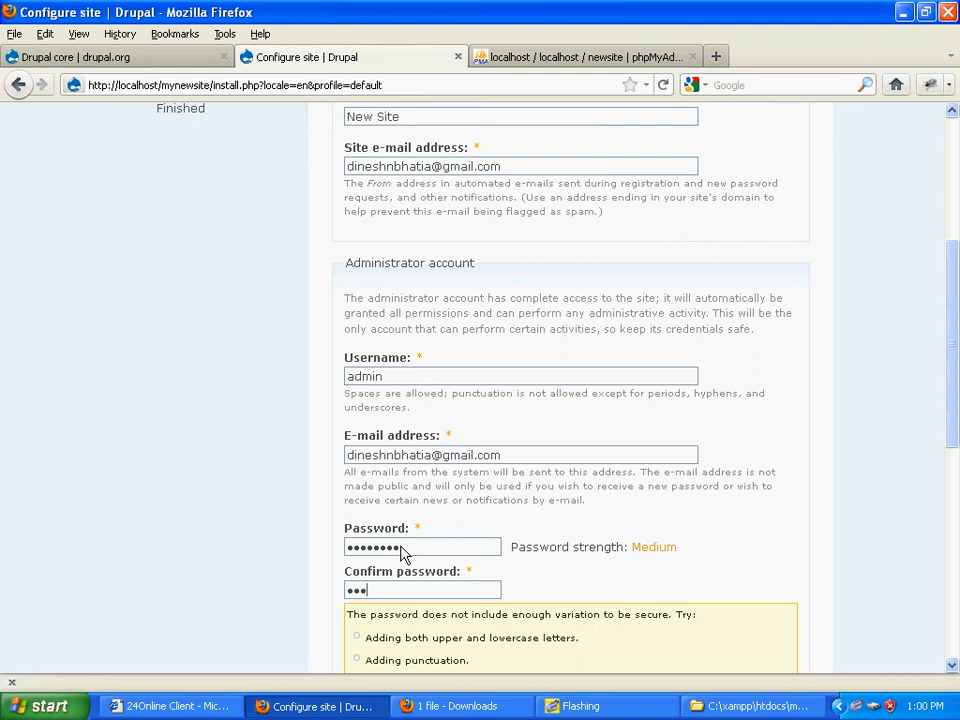 Configure site | Drupal - Mozilla Firefox
File Edit View History Bookmarks Tools Help
Drupal core | drupal.org
Configure site | Drupal
localhost / localhost / newsite | phpMyAd...
http://localhost/mynewsite/install.php?locale=en&profile=default
Google
Finished
New Site
Site e-mail address: *
dineshnbhatia@gmail.com
The From address in automated e-mails sent during registration and new password
requests, and other notifications. (Use an address ending in your site's domain to
help prevent this e-mail being flagged as spam.)
Administrator account
The administrator account has complete access to the site; it will automatically be
granted all permissions and can perform any administrative activity. This will be the
only account that can perform certain activities, so keep its credentials safe.
Username: *
admin
Spaces are allowed; punctuation is not allowed except for periods, hyphens, and
underscores.
E-mail address: *
dineshnbhatia@gmail.com
All e-mails from the system will be sent to this address. The e-mail address is not
made public and will only be used if you wish to receive a new password or wish to
receive certain news or notifications by e-mail.
Password: *
Password strength: Medium
Confirm password: *
The password does not include enough variation to be secure. Try:
Adding both upper and lowercase letters.
Adding punctuation.
start
24Online Client - Mic...
Configure site | Dru...
1 file - Downloads
Flashing
C:\xampp\htdocs\m...
1:00 PM